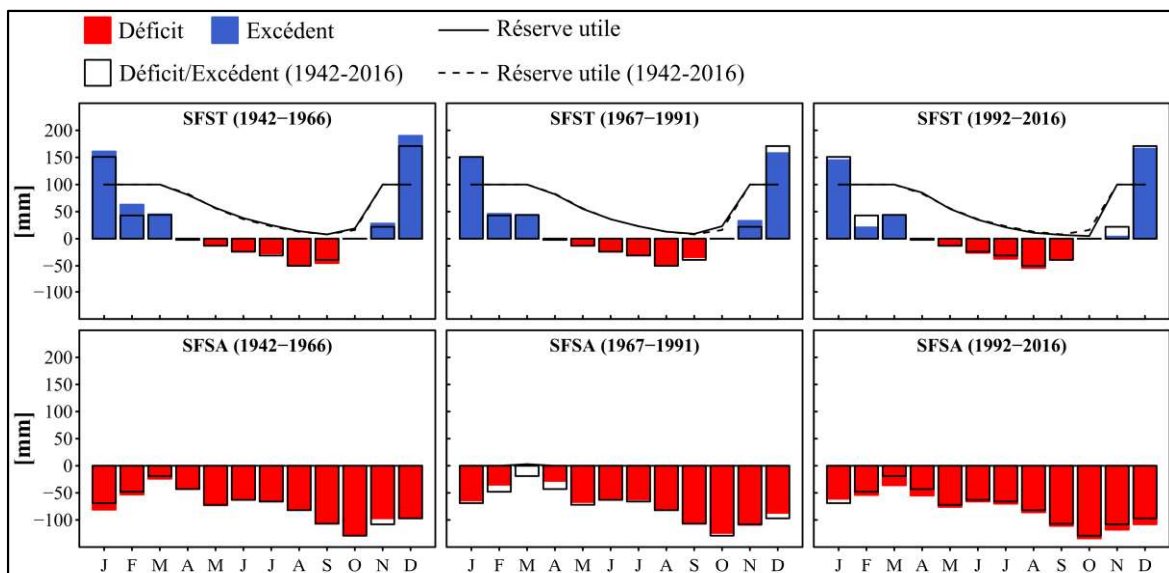 Déficit Excédent Réserve utile
Déficit/Excédent (1942-2016) Réserve utile (1942-2016)
SFST (1942−1966) SFST (1967−1991) SFST (1992−2016)
[mm]
200
150
100
50
0
−50
−100
SFSA (1942−1966) SFSA (1967−1991) SFSA (1992−2016)
[mm]
200
150
100
50
0
−50
−100
J F M A M J J A S O N D J F M A M J J A S O N D J F M A M J J A S O N D